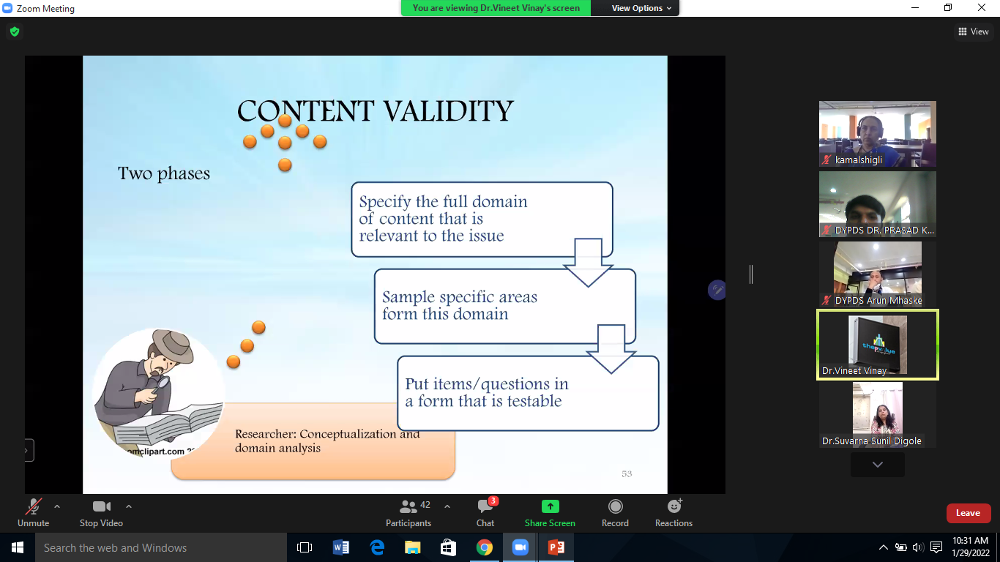 Zoom Meeting
You are viewing Dr.Vineet Vinay's screen
View Options
View
CONTENT VALIDITY
Two phases
Specify the full domain
of content that is
relevant to the issue
Sample specific areas
form this domain
Put items/questions in
a form that is testable
Researcher: Conceptualization and
domain analysis
53
kamalshigli
DYPDS DR. PRASAD K...
DYPDS Arun Mhaske
Dr.Vineet Vinay
Dr.Suvarna Sunil Digole
Unmute
Stop Video
42
Participants
3
Chat
Share Screen
Record
Reactions
Leave
Search the web and Windows
10:31 AM
1/29/2022